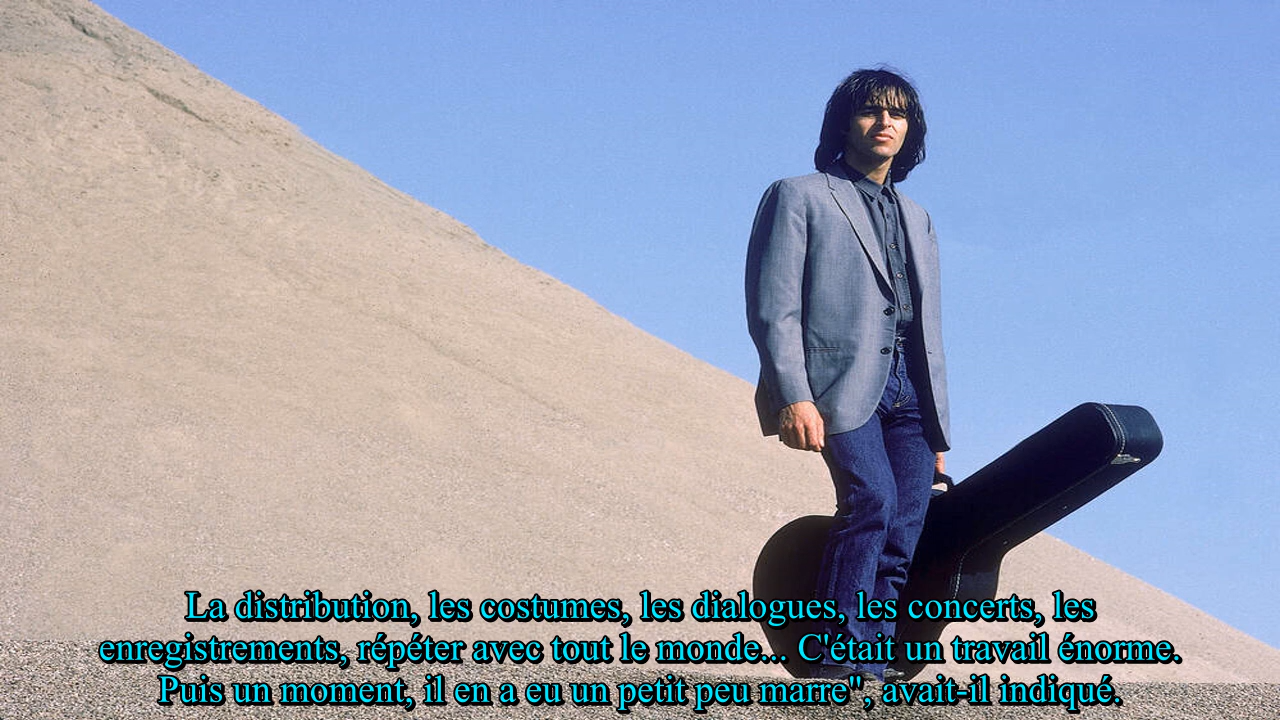 La distribution, les costumes, les dialogues, les concerts, les
enregistrements, répéter avec tout le monde... C'était un travail énorme.
Puis un moment, il en a eu un petit peu marre", avait-il indiqué.